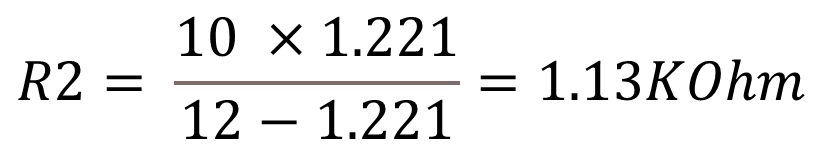 R2 = 10 × 1.221 / 12 − 1.221 = 1.13KOhm